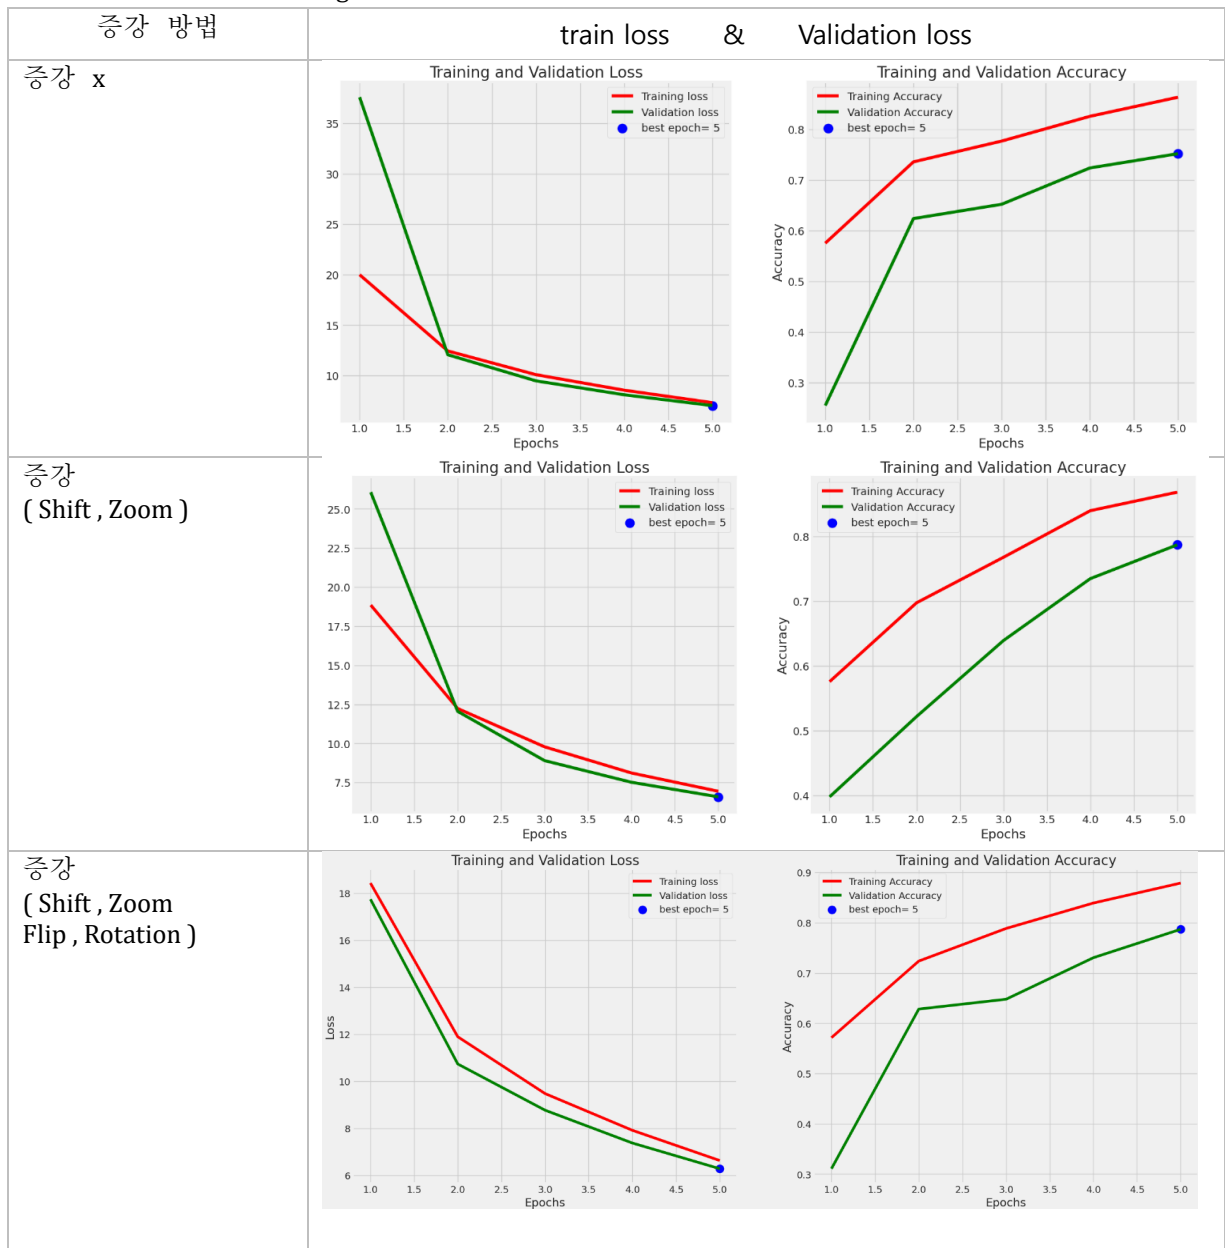 증강 방법
train loss & Validation loss
증강 x
Training and Validation Loss
Training loss
Validation loss
best epoch= 5
35
30
25
20
15
10
1.0 1.5 2.0 2.5 3.0 3.5 4.0 4.5 5.0
Epochs
Training and Validation Accuracy
Training Accuracy
Validation Accuracy
best epoch= 5
Accuracy
0.8
0.7
0.6
0.5
0.4
0.3
1.0 1.5 2.0 2.5 3.0 3.5 4.0 4.5 5.0
Epochs
증강
( Shift , Zoom )
Training and Validation Loss
Training loss
Validation loss
best epoch= 5
25.0
22.5
20.0
17.5
15.0
12.5
10.0
7.5
1.0 1.5 2.0 2.5 3.0 3.5 4.0 4.5 5.0
Epochs
Training and Validation Accuracy
Training Accuracy
Validation Accuracy
best epoch= 5
Accuracy
0.8
0.7
0.6
0.5
0.4
1.0 1.5 2.0 2.5 3.0 3.5 4.0 4.5 5.0
Epochs
증강
( Shift , Zoom
Flip , Rotation )
Training and Validation Loss
Training loss
Validation loss
best epoch= 5
Loss
18
16
14
12
10
8
6
1.0 1.5 2.0 2.5 3.0 3.5 4.0 4.5 5.0
Epochs
Training and Validation Accuracy
Training Accuracy
Validation Accuracy
best epoch= 5
Accuracy
0.9
0.8
0.7
0.6
0.5
0.4
0.3
1.0 1.5 2.0 2.5 3.0 3.5 4.0 4.5 5.0
Epochs